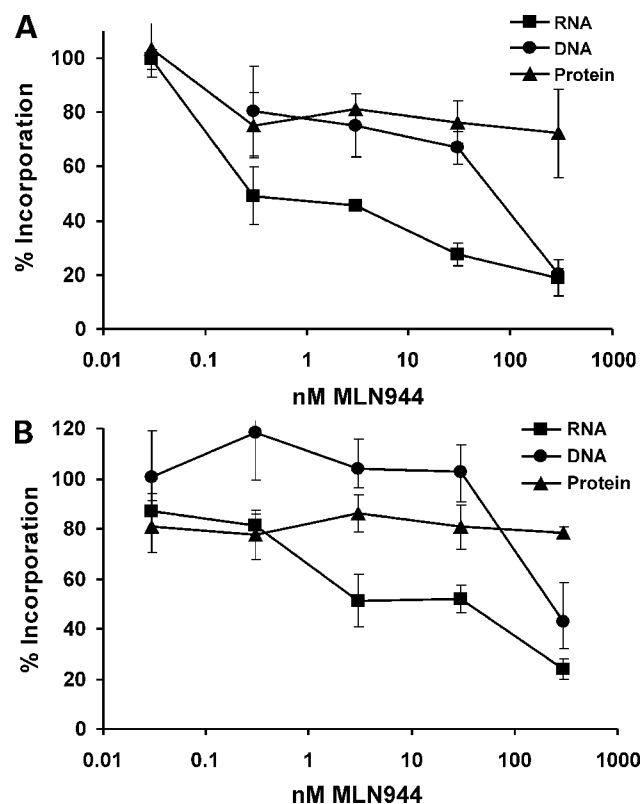 A
RNA
DNA
Protein
% Incorporation
100
80
60
40
20
0
0.01 0.1 1 10 100 1000
nM MLN944
B
RNA
DNA
Protein
% Incorporation
120
100
80
60
40
20
0
0.01 0.1 1 10 100 1000
nM MLN944